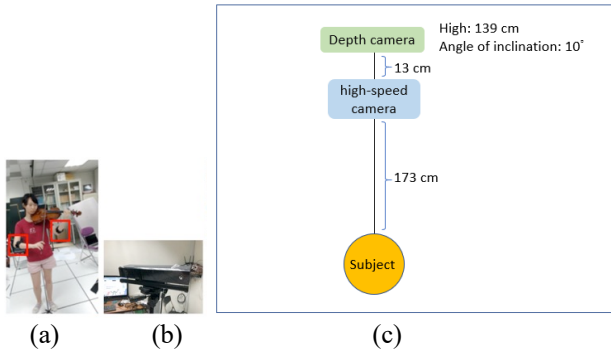 Depth camera
High: 139 cm
Angle of inclination: 10°
13 cm
high-speed
camera
173 cm
Subject
(a)
(b)
(c)